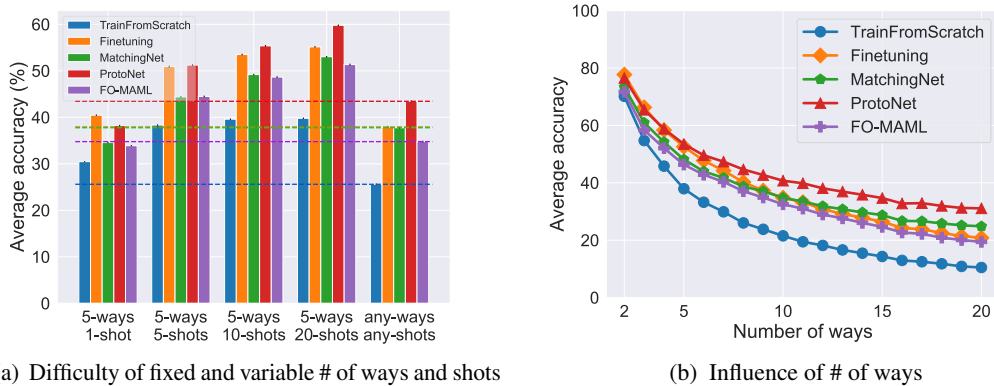 TrainFromScratch
Finetuning
MatchingNet
ProtoNet
FO-MAML
Average accuracy (%)
60
50
40
30
20
10
0
5-ways 5-ways 5-ways 5-ways any-ways
1-shot 5-shots 10-shots 20-shots any-shots
a) Difficulty of fixed and variable # of ways and shots
TrainFromScratch
Finetuning
MatchingNet
ProtoNet
FO-MAML
Average accuracy
100
80
60
40
20
0
2 5 10 15 20
Number of ways
(b) Influence of # of ways